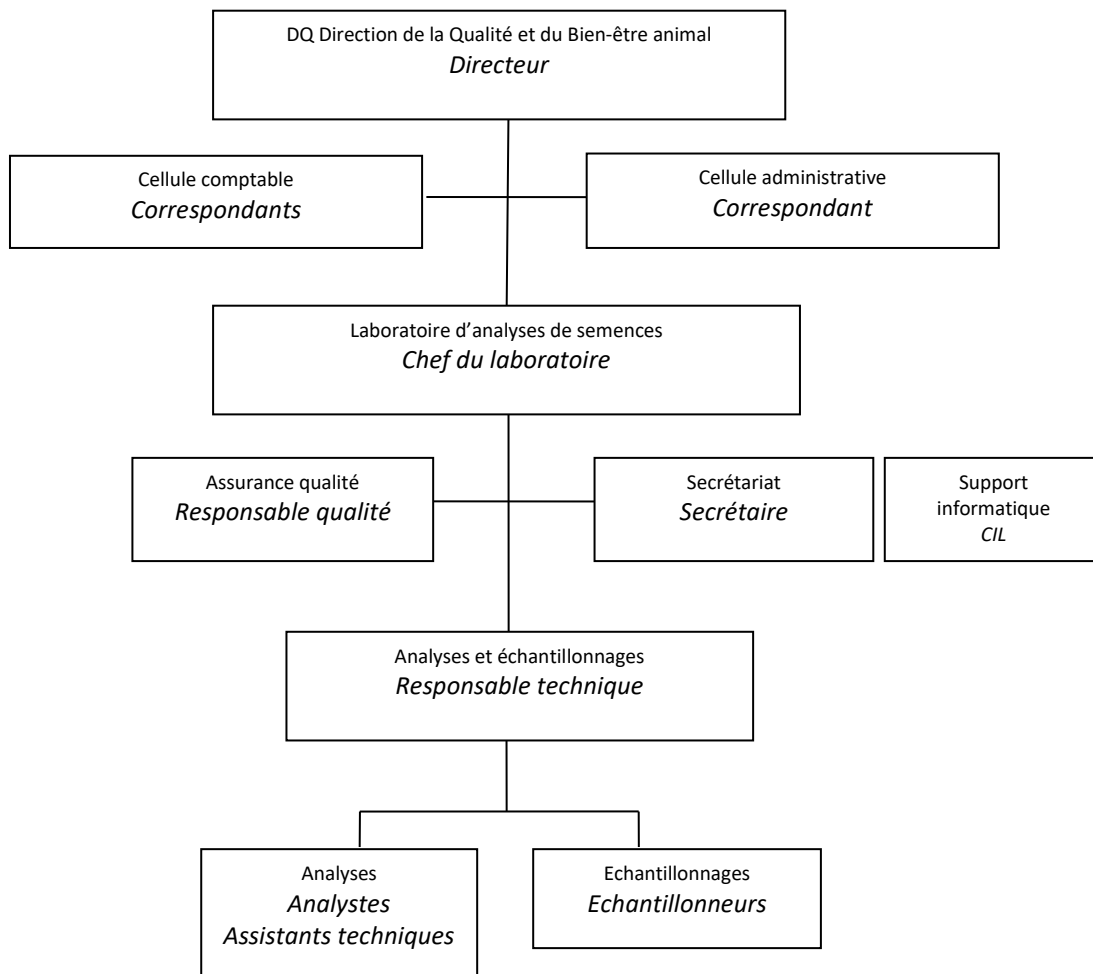 DQ Direction de la Qualité et du Bien-être animal
Directeur
Cellule comptable
Correspondants
Cellule administrative
Correspondant
Laboratoire d’analyses de semences
Chef du laboratoire
Assurance qualité
Responsable qualité
Secrétariat
Secrétaire
Support
informatique
CIL
Analyses et échantillonnages
Responsable technique
Analyses
Analystes
Assistants techniques
Echantillonnages
Echantillonneurs